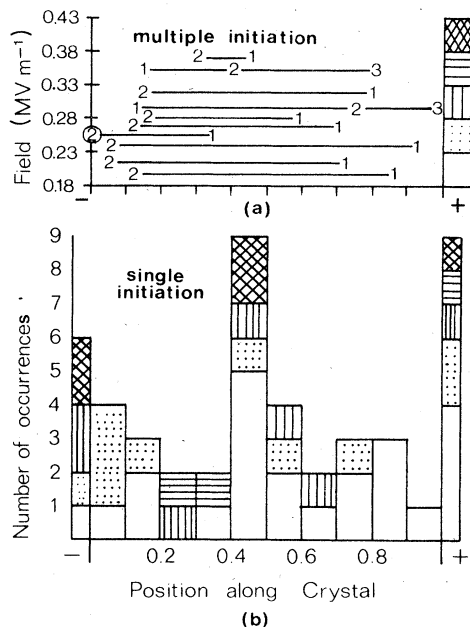 0.43
0.38
0.33
0.28
0.23
0.18
Field (MV m⁻¹)
multiple initiation
2 1
1 2 3
2 1
1 2 3
2 1
2 1
2 1
2 1
2 1
2 1
− +
(a)
9
8
7
6
5
4
3
2
1
Number of occurrences
single
initiation
− 0.2 0.4 0.6 0.8 +
Position along Crystal
(b)